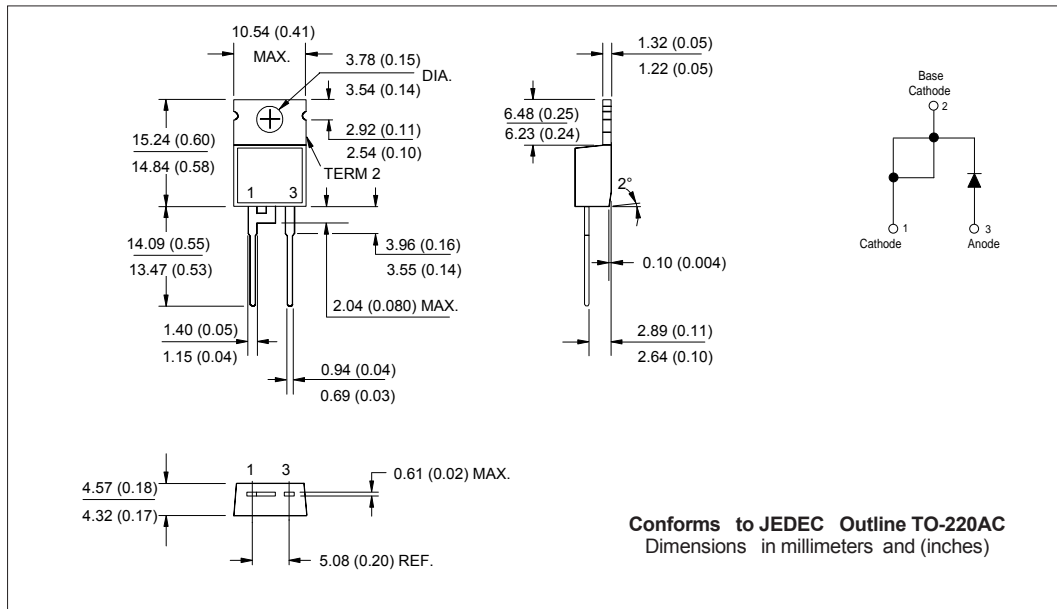 10.54 (0.41)
MAX.
3.78 (0.15)
3.54 (0.14)
DIA.
2.92 (0.11)
2.54 (0.10)
15.24 (0.60)
14.84 (0.58)
TERM 2
1
3
14.09 (0.55)
13.47 (0.53)
3.96 (0.16)
3.55 (0.14)
2.04 (0.080) MAX.
1.40 (0.05)
1.15 (0.04)
0.94 (0.04)
0.69 (0.03)
1.32 (0.05)
1.22 (0.05)
6.48 (0.25)
6.23 (0.24)
2°
0.10 (0.004)
2.89 (0.11)
2.64 (0.10)
Base
Cathode
2
1
Cathode
3
Anode
1
3
0.61 (0.02) MAX.
4.57 (0.18)
4.32 (0.17)
5.08 (0.20) REF.
Conforms to JEDEC Outline TO-220AC
Dimensions in millimeters and (inches)